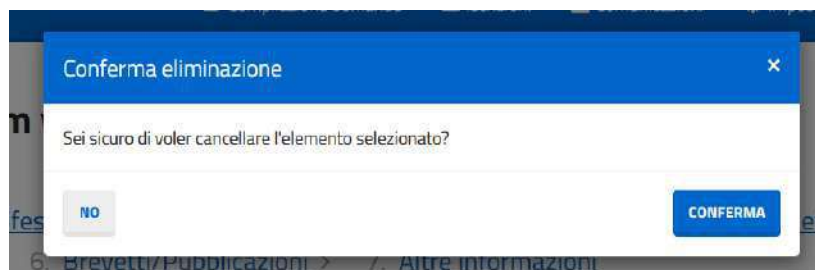 Conferma eliminazione ×
Sei sicuro di voler cancellare l'elemento selezionato?
NO CONFERMA
6. Brevetti/Pubblicazioni > 7. Altre Informazioni